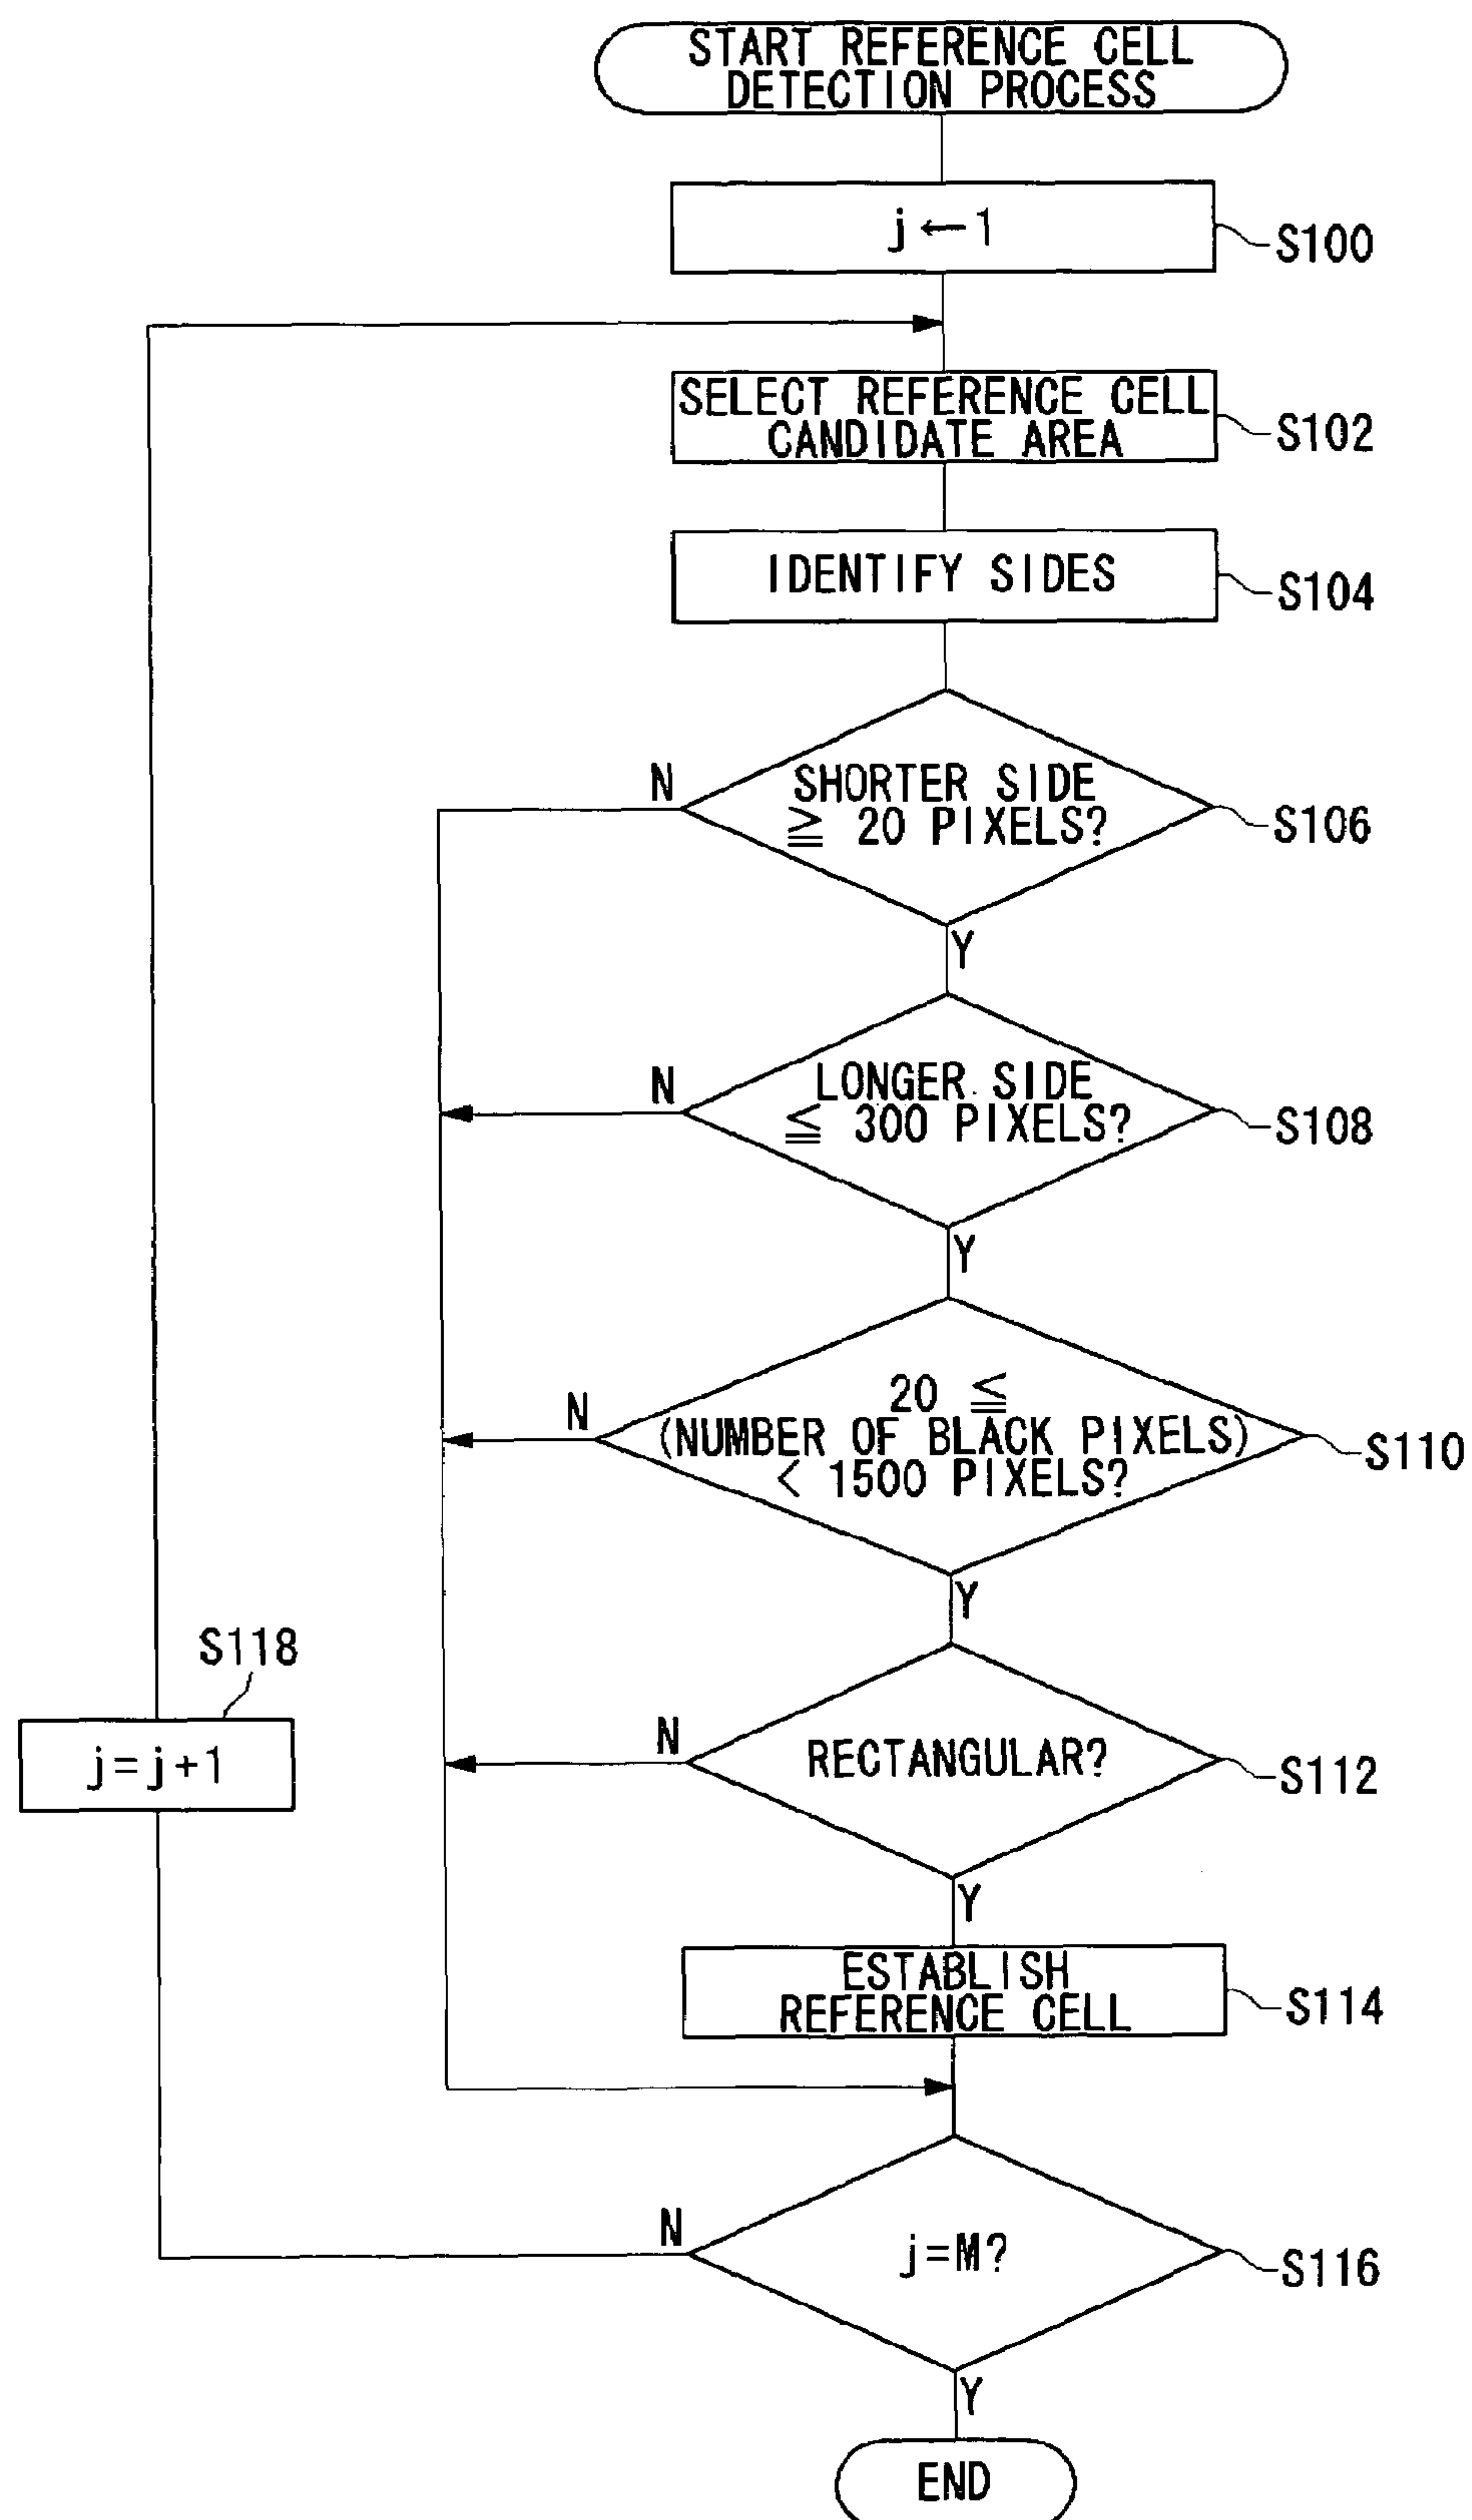 START REFERENCE CELL
DETECTION PROCESS
j ← 1
S100
SELECT REFERENCE CELL
CANDIDATE AREA
S102
IDENTIFY SIDES
S104
N
SHORTER SIDE
≧ 20 PIXELS?
S106
Y
N
LONGER SIDE
≦ 300 PIXELS?
S108
Y
N
20 ≦
(NUMBER OF BLACK PIXELS)
< 1500 PIXELS?
S110
Y
S118
j=j+1
N
RECTANGULAR?
S112
Y
ESTABLISH
REFERENCE CELL
S114
N
j=M?
S116
Y
END